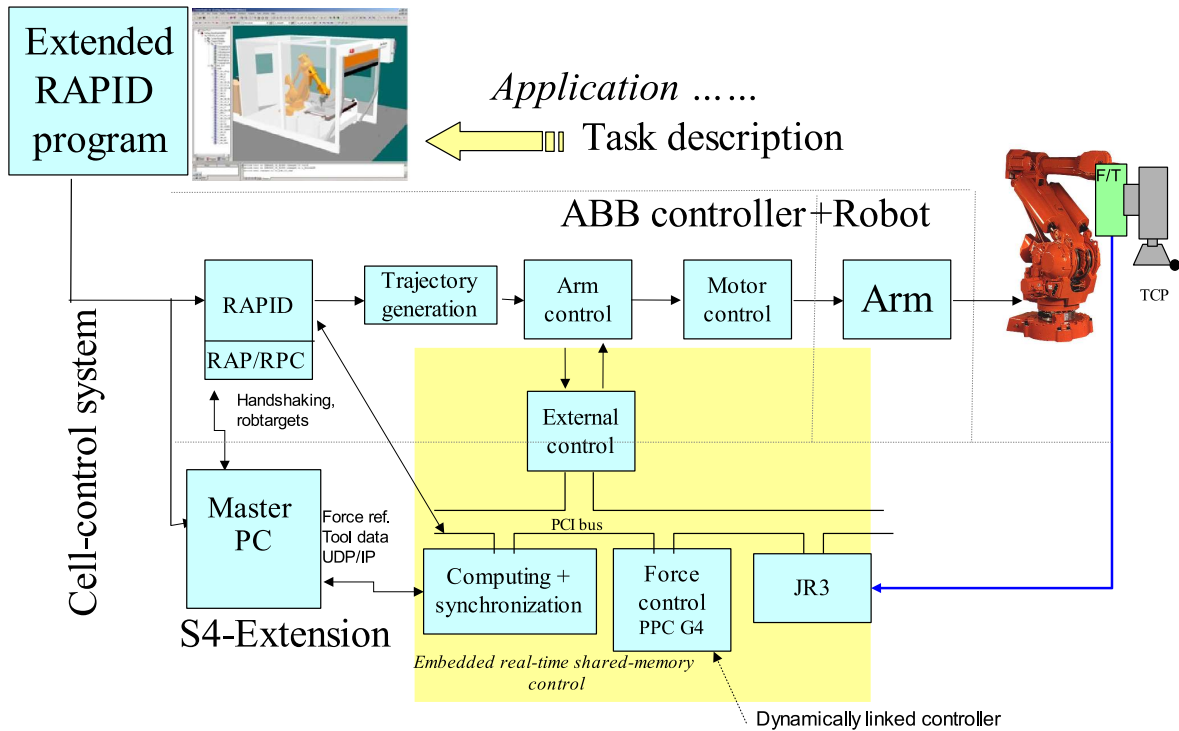 Extended
RAPID
program
Application ......
Task description
ABB controller+Robot
F/T
TCP
RAPID
RAP/RPC
Trajectory
generation
Arm
control
Motor
control
Arm
Cell-control system
Handshaking,
robtargets
External
control
Master
PC
Force ref.
Tool data
UDP/IP
PCI bus
Computing +
synchronization
Force
control
PPC G4
JR3
S4-Extension
Embedded real-time shared-memory
control
Dynamically linked controller